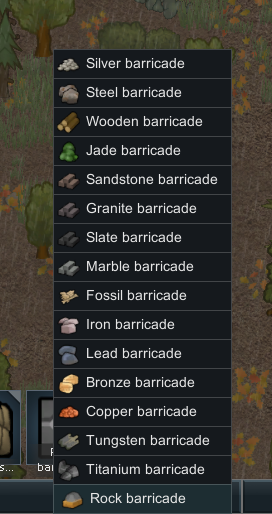 Silver barricade
Steel barricade
Wooden barricade
Jade barricade
Sandstone barricade
Granite barricade
Slate barricade
Marble barricade
Fossil barricade
Iron barricade
Lead barricade
Bronze barricade
Copper barricade
Tungsten barricade
Titanium barricade
Rock barricade